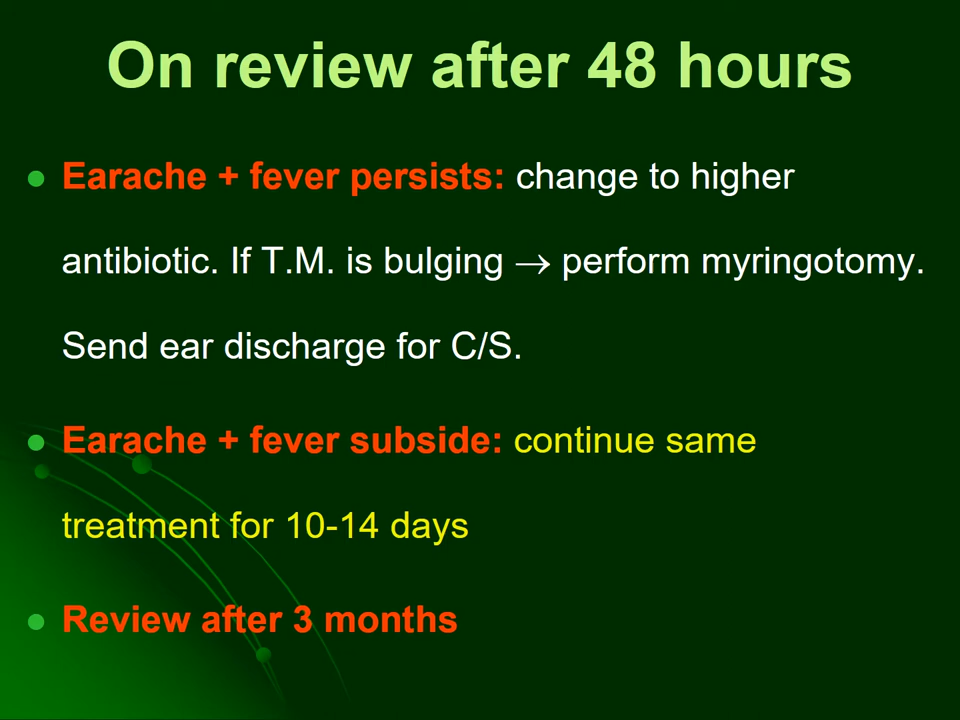 On review after 48 hours
Earache + fever persists: change to higher
antibiotic. If T.M. is bulging → perform myringotomy.
Send ear discharge for C/S.
Earache + fever subside: continue same
treatment for 10-14 days
Review after 3 months